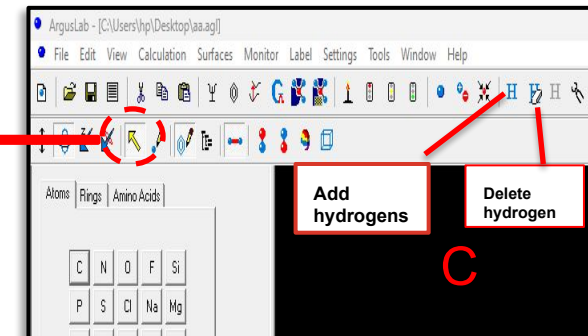 ArgusLab - [C:\Users\hp\Desktop\aa.agl]
File Edit View Calculation Surfaces Monitor Label Settings Tools Window Help
H H H
Atoms Rings Amino Acids
Add
hydrogens
Delete
hydrogen
C N O F Si
P S Cl Na Mg
C